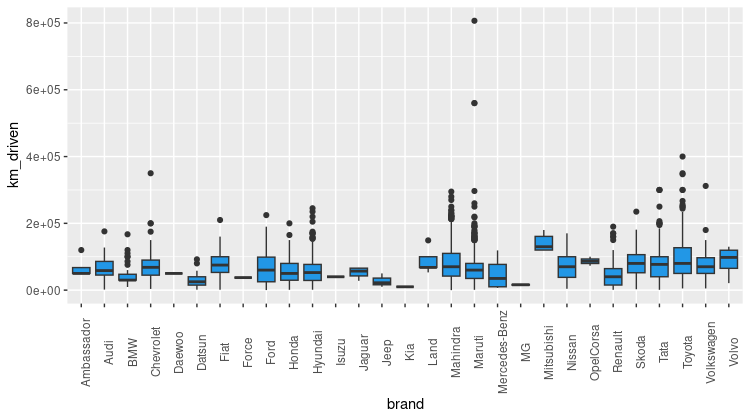 8e+05
6e+05
4e+05
2e+05
0e+00
km_driven
Ambassador
Audi
BMW
Chevrolet
Daewoo
Datsun
Fiat
Force
Ford
Honda
Hyundai
Isuzu
Jaguar
Jeep
Kia
Land
Mahindra
Maruti
Mercedes-Benz
MG
Mitsubishi
Nissan
OpelCorsa
Renault
Skoda
Tata
Toyota
Volkswagen
Volvo
brand